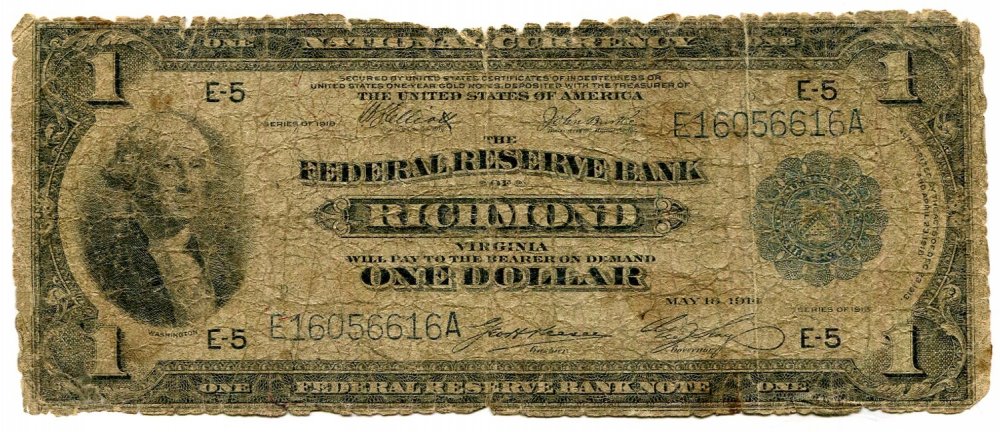 ONE NATIONAL CURRENCY ONE
1 1
SECURED BY UNITED STATES CERTIFICATES OF INDEBTEDNESS OR
UNITED STATES ONE-YEAR GOLD NOTES, DEPOSITED WITH THE TREASURER OF
THE UNITED STATES OF AMERICA
E-5 E-5
SERIES OF 1918
E16056616A
THE
FEDERAL RESERVE BANK
OF
RICHMOND
VIRGINIA
WILL PAY TO THE BEARER ON DEMAND
ONE DOLLAR
MAY 18, 1914
SERIES OF 1918
WASHINGTON
E-5 E16056616A E-5
Cashier Governor
1 1
ONE FEDERAL RESERVE BANK NOTE ONE